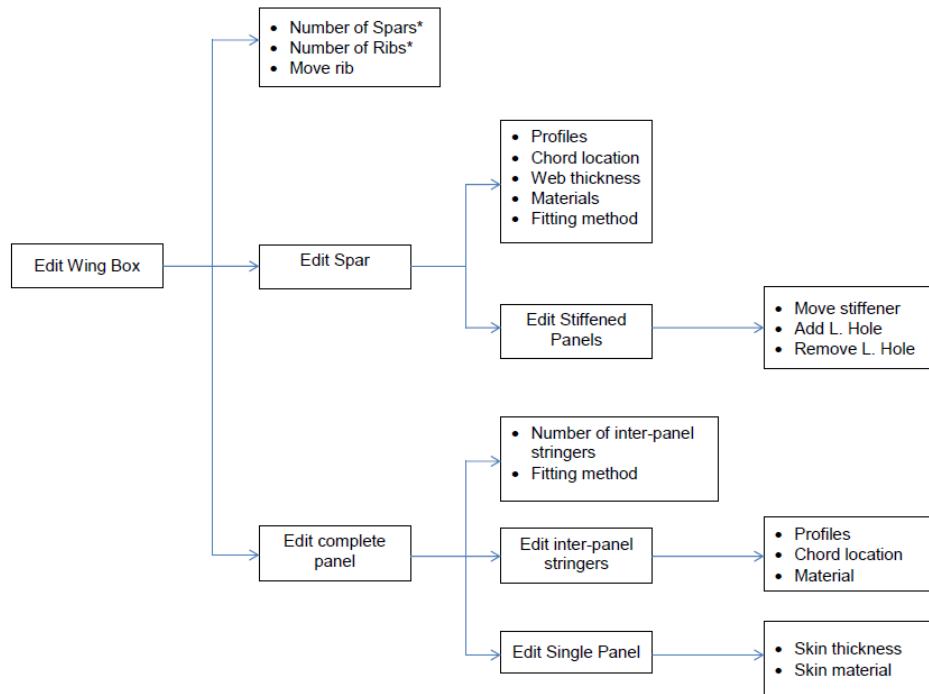 • Number of Spars*
• Number of Ribs*
• Move rib
• Profiles
• Chord location
• Web thickness
• Materials
• Fitting method
Edit Wing Box
Edit Spar
Edit Stiffened
Panels
• Move stiffener
• Add L. Hole
• Remove L. Hole
• Number of inter-panel
stringers
• Fitting method
Edit complete
panel
Edit inter-panel
stringers
• Profiles
• Chord location
• Material
Edit Single Panel
• Skin thickness
• Skin material